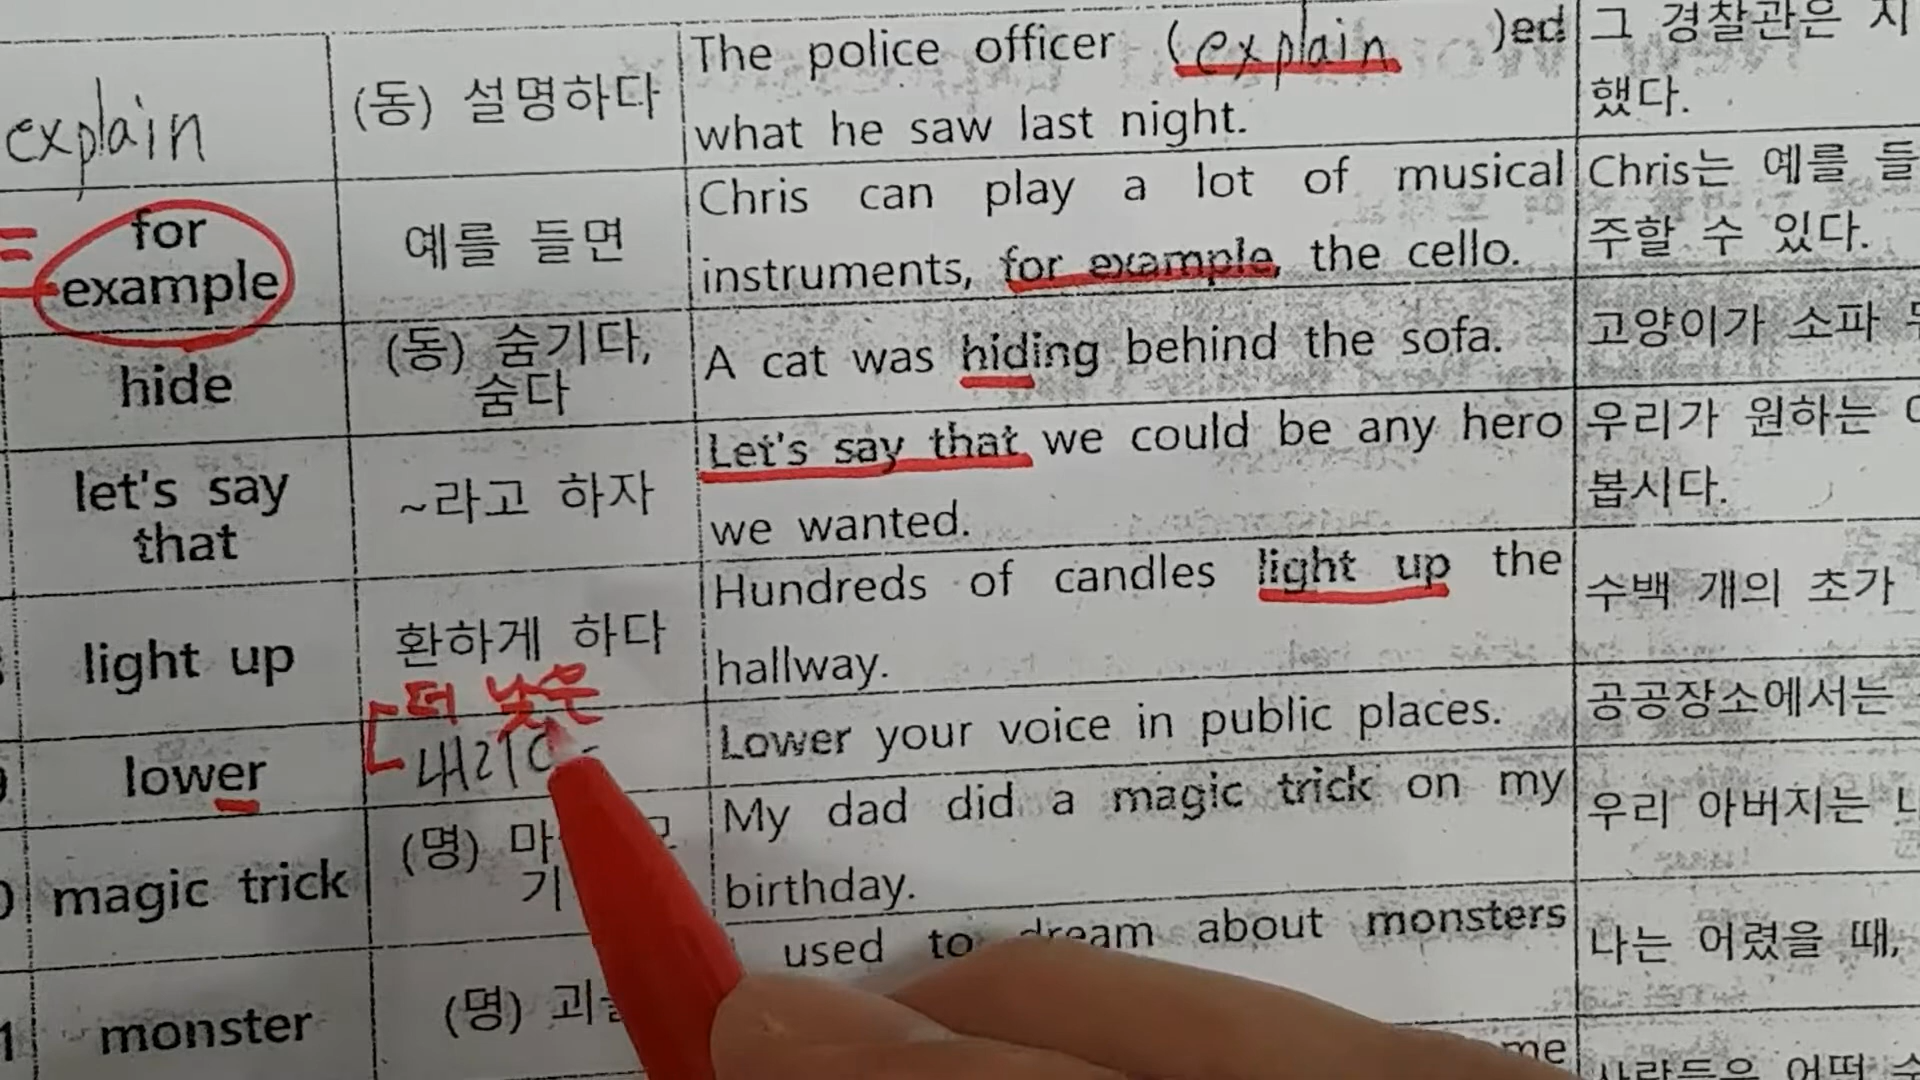 explain
(동) 설명하다
The police officer (explain )ed
what he saw last night.
그 경찰관은 지
했다.
for
example
예를 들면
Chris can play a lot of musical
instruments, for example, the cello.
Chris는 예를 들
주할 수 있다.
hide
(동) 숨기다,
숨다
A cat was hiding behind the sofa.
고양이가 소파
let's say
that
~라고 하자
Let's say that we could be any hero
we wanted.
우리가 원하는
봅시다.
light up
환하게 하다
Hundreds of candles light up the
hallway.
수백 개의 초가
lower
더 낮은
내리
Lower your voice in public places.
공공장소에서는
magic trick
(명) 마
기
My dad did a magic trick on my
birthday.
우리 아버지는
monster
(명) 괴
used to dream about monsters
나는 어렸을 때,
me
사람들은 어떤